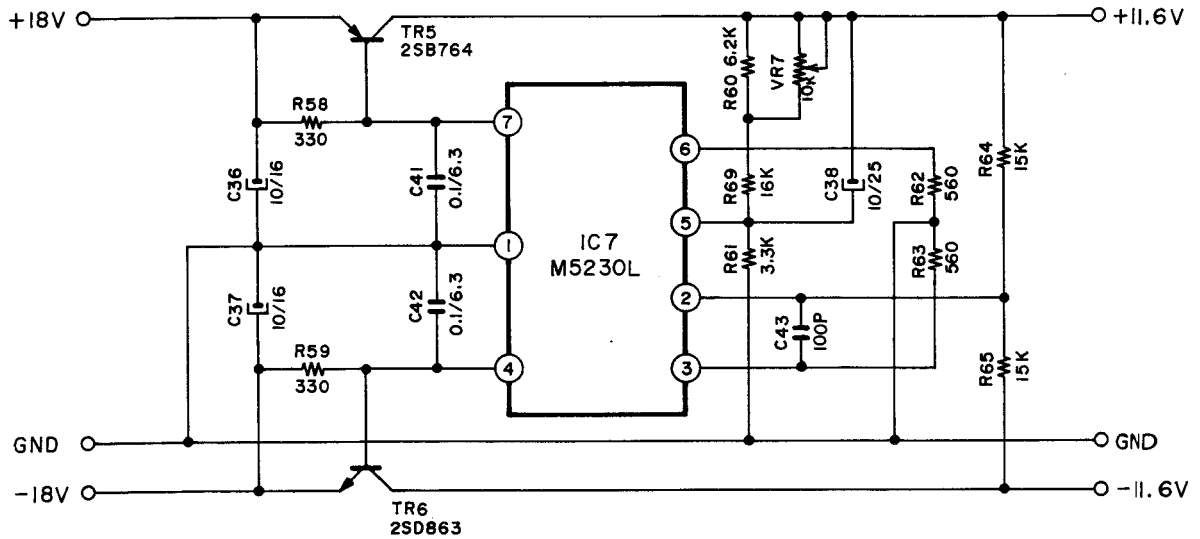 +18V
+11.6V
TR5
2SB764
R60 6.2K
VR7
10K
R58
330
7
C36
10/16
C41
0.1/6.3
6
R69
16K
C38
10/25
R62
560
R64
15K
5
1
IC7
M5230L
R61
3.3K
R63
560
C37
10/16
C42
0.1/6.3
2
C43
100P
R59
330
4
3
R65
15K
GND
GND
-18V
-11.6V
TR6
2SD863